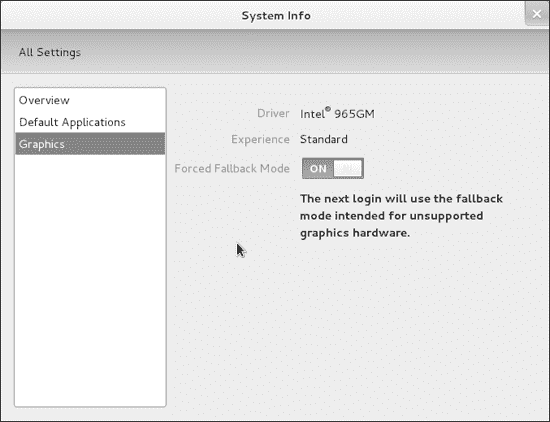 System Info
All Settings
Overview
Default Applications
Graphics
Driver Intel® 965GM
Experience Standard
Forced Fallback Mode ON
The next login will use the fallback
mode intended for unsupported
graphics hardware.